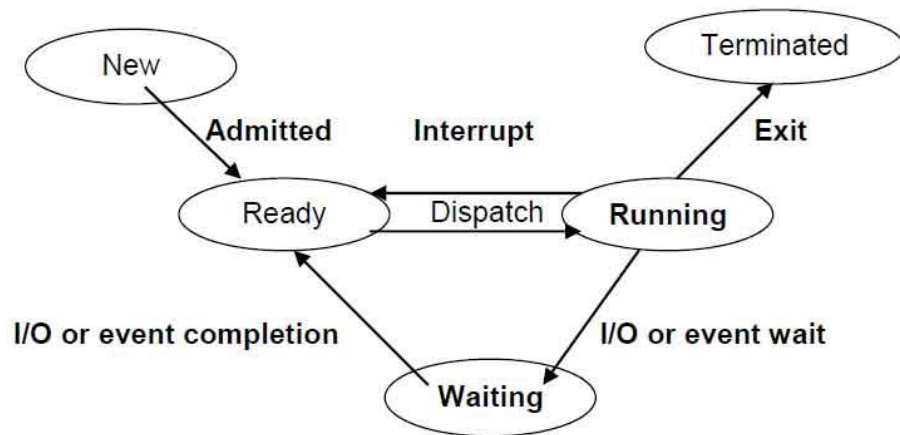 New
Terminated
Admitted
Interrupt
Exit
Ready
Dispatch
Running
I/O or event completion
I/O or event wait
Waiting